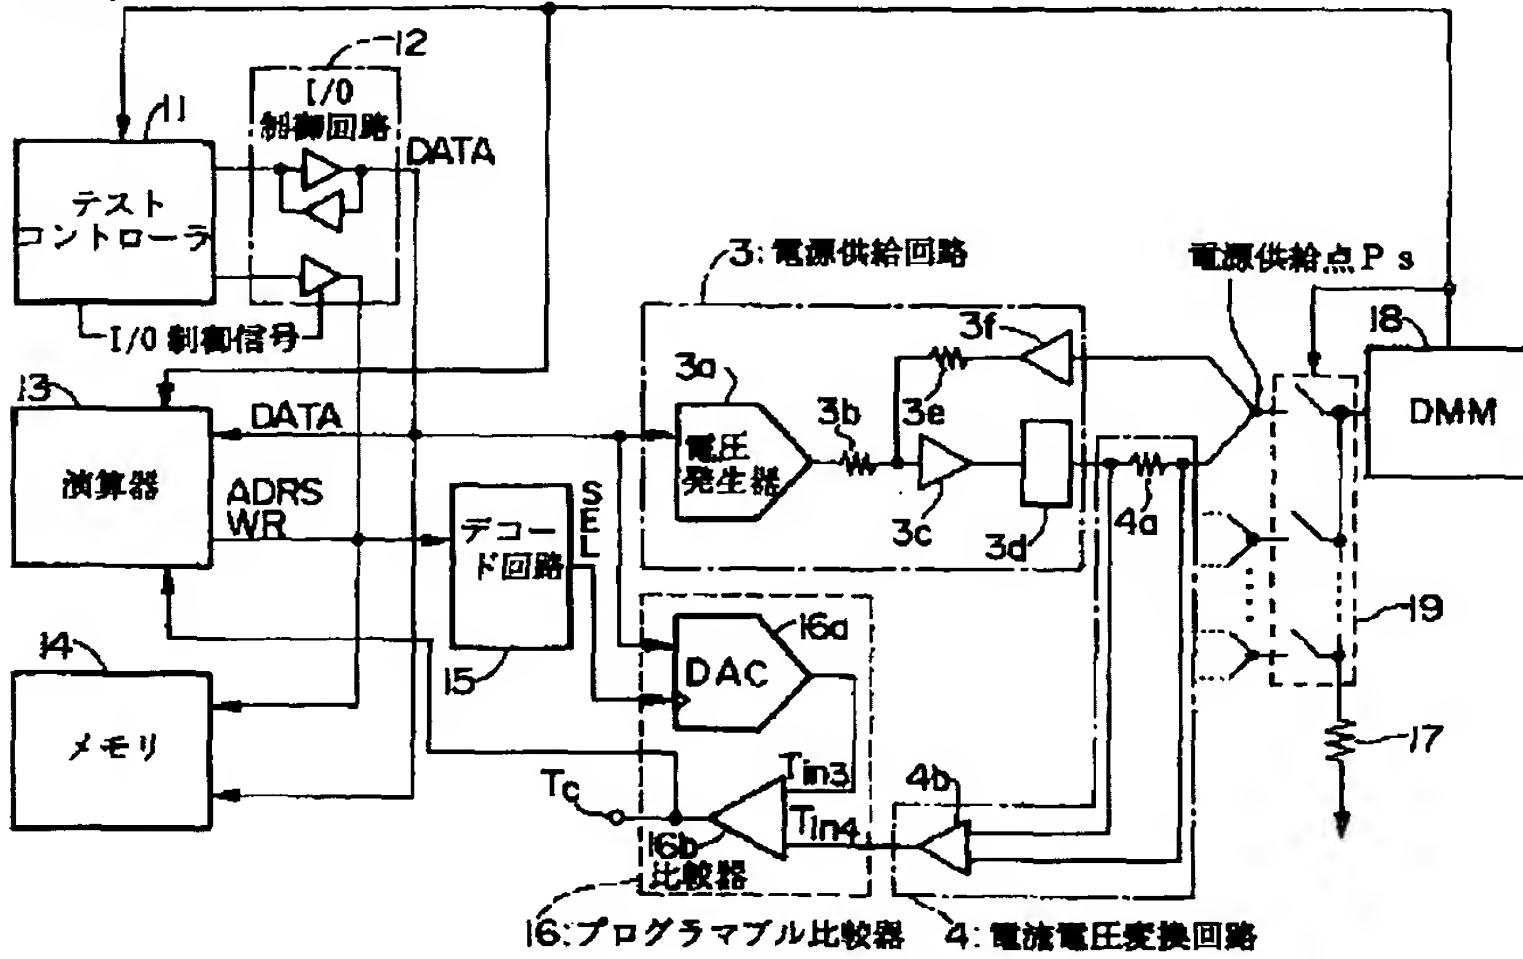 12
I/O
制御回路
11
DATA
テスト
コントローラ
I/O 制御信号
3:電源供給回路
電源供給点Ps
18
DMM
3f
3a
3e
3b
電圧
発生器
3c
3d
4a
13
DATA
演算器
ADRS
WR
SEL
デコー
ド回路
15
16a
DAC
19
14
メモリ
17
Tin3
Tin4
Tc
16b
比較器
4b
16:プログラマブル比較器
4:電流電圧変換回路